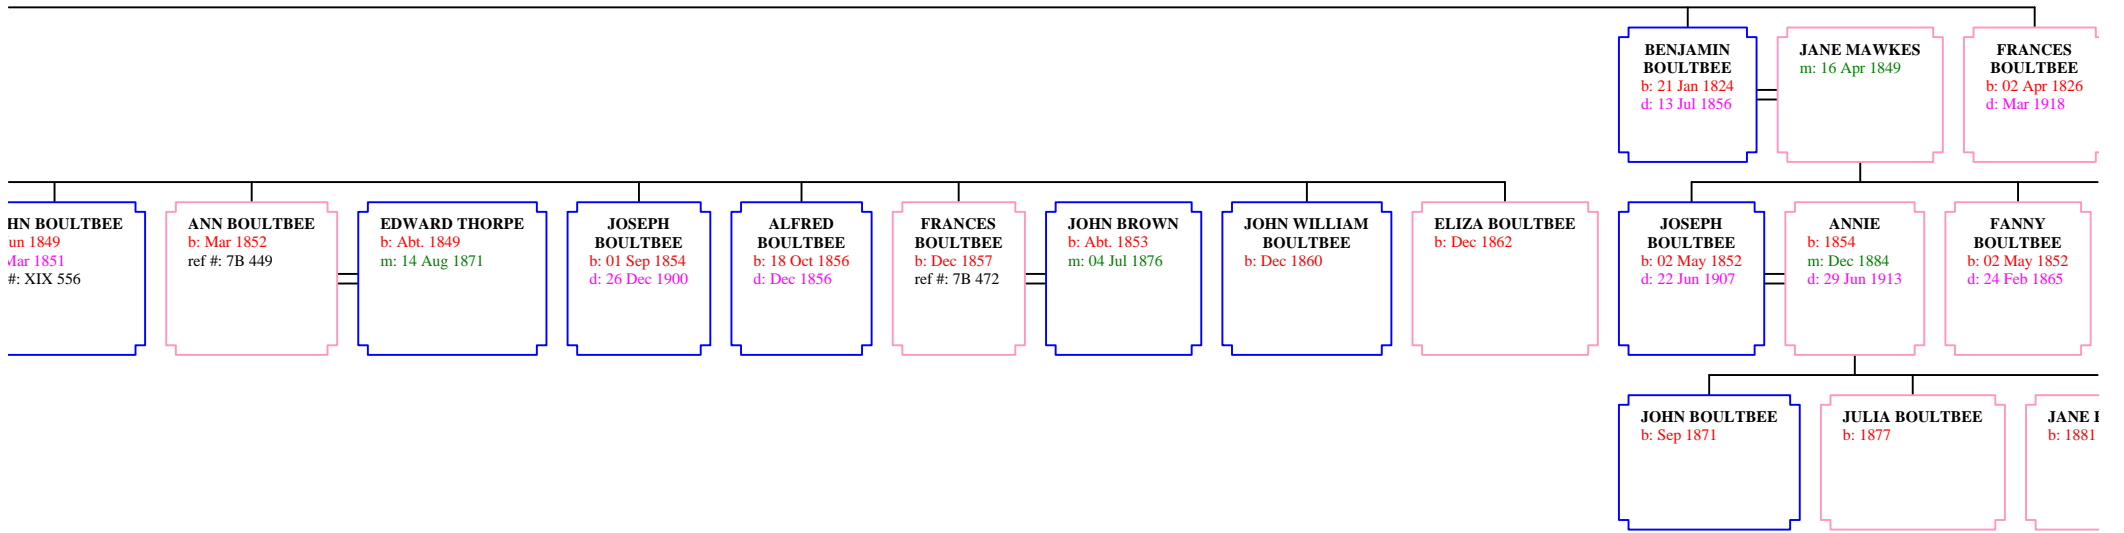 BENJAMIN
BOULTBEE
b: 21 Jan 1824
d: 13 Jul 1856
JANE MAWKES
m: 16 Apr 1849
FRANCES
BOULTBEE
b: 02 Apr 1826
d: Mar 1918
HN BOULTBEE
un 1849
Mar 1851
#: XIX 556
ANN BOULTBEE
b: Mar 1852
ref #: 7B 449
EDWARD THORPE
b: Abt. 1849
m: 14 Aug 1871
JOSEPH
BOULTBEE
b: 01 Sep 1854
d: 26 Dec 1900
ALFRED
BOULTBEE
b: 18 Oct 1856
d: Dec 1856
FRANCES
BOULTBEE
b: Dec 1857
ref #: 7B 472
JOHN BROWN
b: Abt. 1853
m: 04 Jul 1876
JOHN WILLIAM
BOULTBEE
b: Dec 1860
ELIZA BOULTBEE
b: Dec 1862
JOSEPH
BOULTBEE
b: 02 May 1852
d: 22 Jun 1907
ANNIE
b: 1854
m: Dec 1884
d: 29 Jun 1913
FANNY
BOULTBEE
b: 02 May 1852
d: 24 Feb 1865
JOHN BOULTBEE
b: Sep 1871
JULIA BOULTBEE
b: 1877
JANE
b: 1881